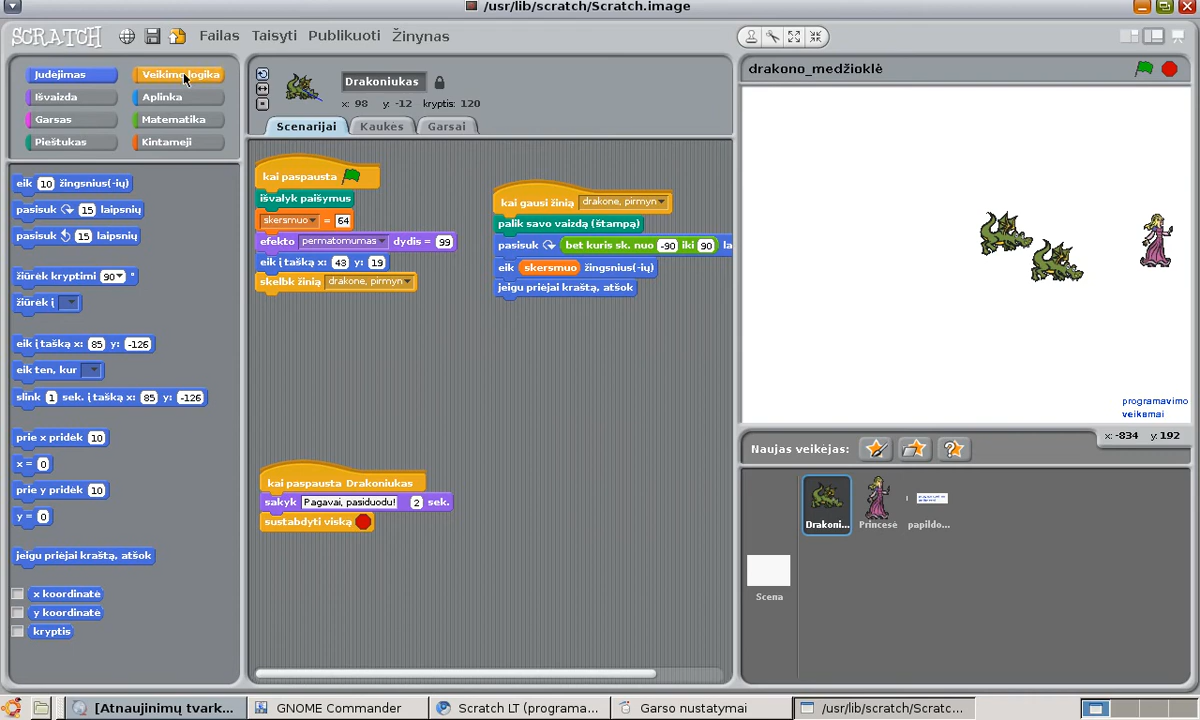 /usr/lib/scratch/Scratch.image
SCRATCH Failas Taisyti Publikuoti Žinynas
Judėjimas Veikimo logika
Išvaizda Aplinka
Garsas Matematika
Pieštukas Kintamieji
eik 10 žingsnius(-ių)
pasisuk 15 laipsnių
pasisuk 15 laipsnių
žiūrėk kryptimi 90 °
žiūrėk į
eik į tašką x: 85 y: -126
eik ten, kur
slink 1 sek. į tašką x: 85 y: -126
prie x pridėk 10
x = 0
prie y pridėk 10
y = 0
jeigu priėjai kraštą, atšok
x koordinatė
y koordinatė
kryptis
Drakoniukas
x: 98 y: -12 kryptis: 120
Scenarijai Kaukės Garsai
kai paspausta
išvalyk paišymus
skersmuo = 64
efekto permatomumas dydis = 99
eik į tašką x: 43 y: 19
skelbk žinią drakone, pirmyn
kai gausi žinią drakone, pirmyn
palik savo vaizdą (štampą)
pasisuk bet kuris sk. nuo -90 iki 90 la
eik skersmuo žingsnius(-ių)
jeigu priėjai kraštą, atšok
kai paspausta Drakoniukas
sakyk Pagavai, pasiduodu! 2 sek.
sustabdyti viską
drakono_medžioklė
programavimo
veiksmai
x: -834 y: 192
Naujas veikėjas:
Drakoni... Princesė papildo...
Scena
[Atnaujinimų tvark... GNOME Commander Scratch LT (programa... Garso nustatymai /usr/lib/scratch/Scratc...